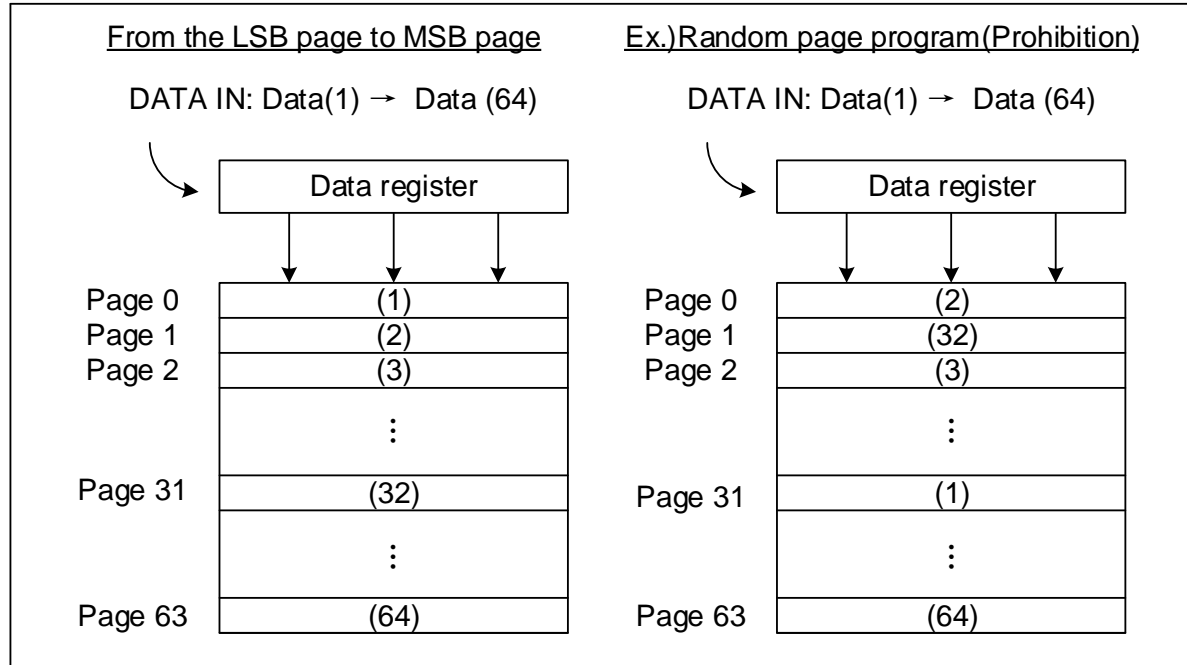 From the LSB page to MSB page
DATA IN: Data(1) → Data (64)
Data register
Page 0 (1)
Page 1 (2)
Page 2 (3)
⋮
Page 31 (32)
⋮
Page 63 (64)
Ex.)Random page program(Prohibition)
DATA IN: Data(1) → Data (64)
Data register
Page 0 (2)
Page 1 (32)
Page 2 (3)
⋮
Page 31 (1)
⋮
Page 63 (64)